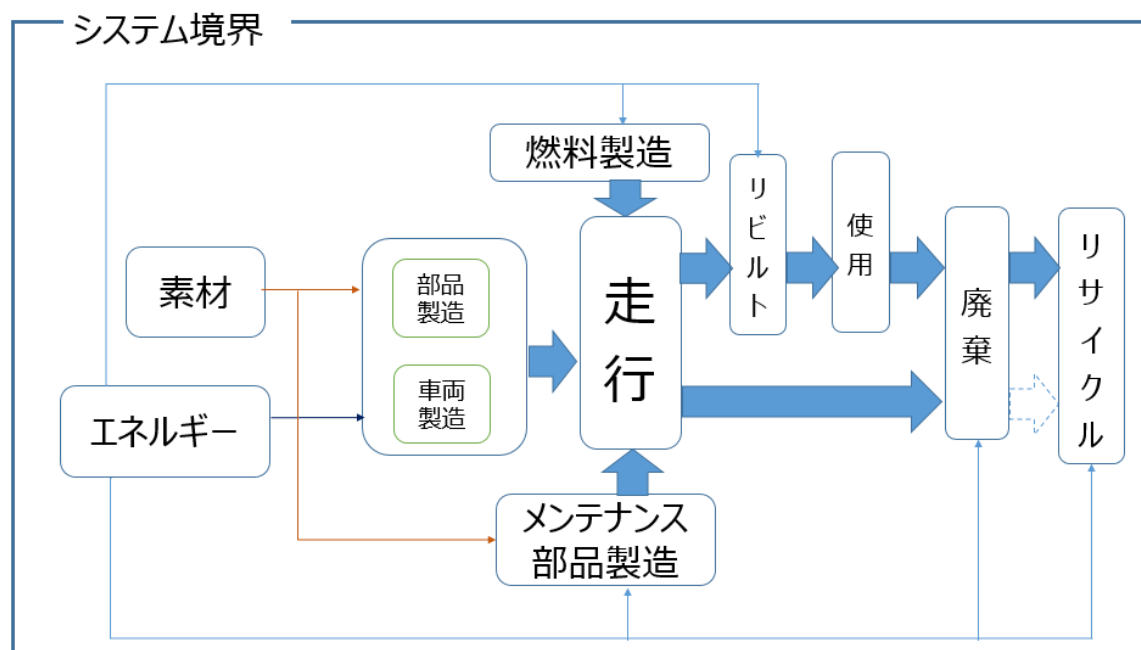 システム境界
燃料製造
リビルト
使用
廃棄
リサイクル
素材
部品
製造
走行
エネルギー
車両
製造
メンテナンス
部品製造